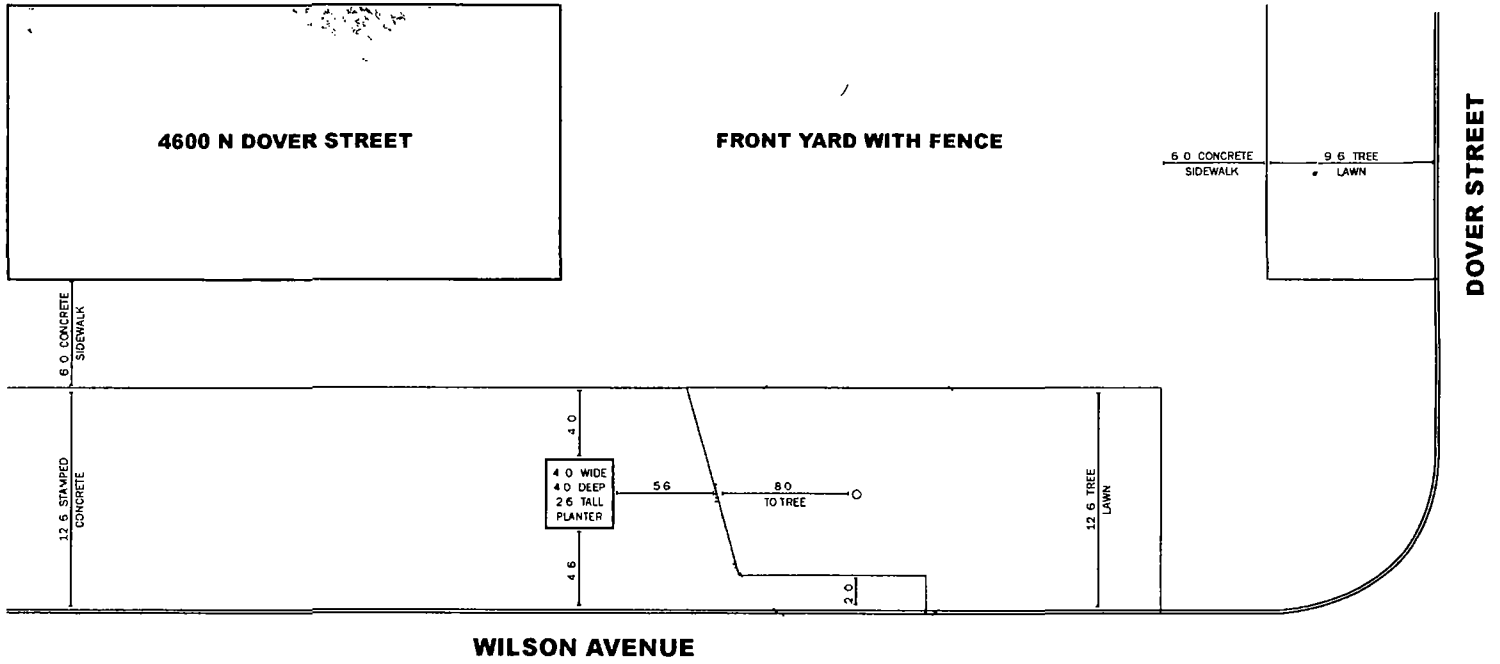 4600 N DOVER STREET
FRONT YARD WITH FENCE
6 0 CONCRETE
SIDEWALK
9 6 TREE
LAWN
DOVER STREET
6 0 CONCRETE
SIDEWALK
12 6 STAMPED
CONCRETE
4 0
4 0 WIDE
4 0 DEEP
2 6 TALL
PLANTER
4 6
5 6
8 0
TO TREE
2 0
12 6 TREE
LAWN
WILSON AVENUE